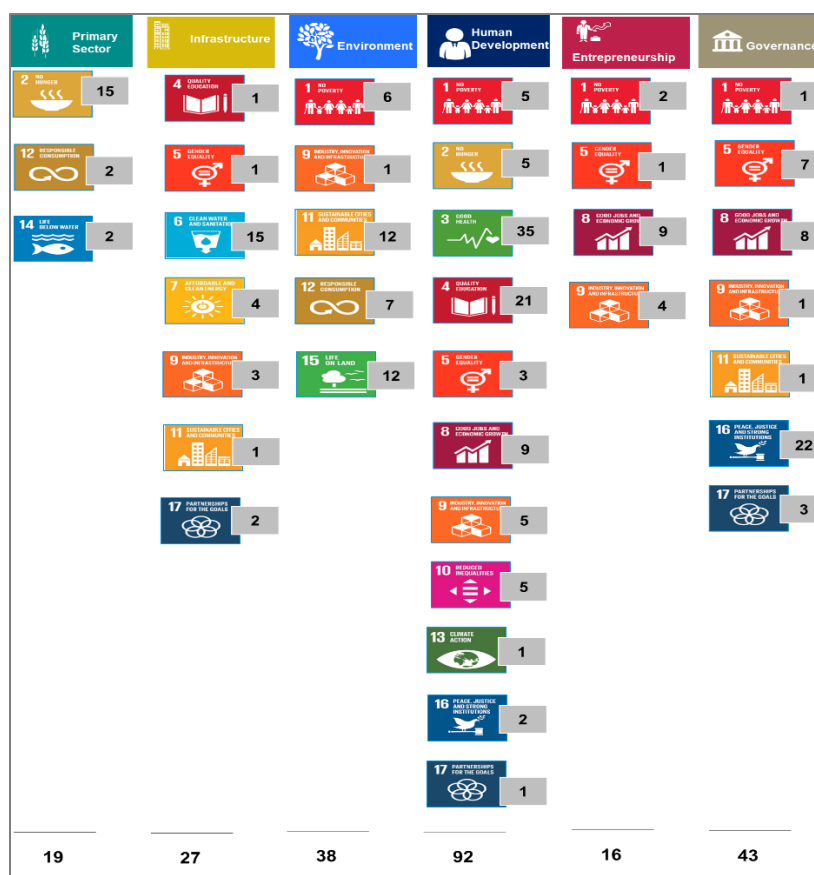 Primary
Sector
2 NO
HUNGER
15
12 RESPONSIBLE
CONSUMPTION
2
14 LIFE
BELOW WATER
2
19
Infrastructure
4 QUALITY
EDUCATION
1
5 GENDER
EQUALITY
1
6 CLEAN WATER
AND SANITATION
15
7 AFFORDABLE AND
CLEAN ENERGY
4
9 INDUSTRY, INNOVATION
AND INFRASTRUCTURE
3
11 SUSTAINABLE CITIES
AND COMMUNITIES
1
17 PARTNERSHIPS
FOR THE GOALS
2
27
Environment
1 NO
POVERTY
6
9 INDUSTRY, INNOVATION
AND INFRASTRUCTURE
1
11 SUSTAINABLE CITIES
AND COMMUNITIES
12
12 RESPONSIBLE
CONSUMPTION
7
15 LIFE
ON LAND
12
38
Human
Development
1 NO
POVERTY
5
2 NO
HUNGER
5
3 GOOD
HEALTH
35
4 QUALITY
EDUCATION
21
5 GENDER
EQUALITY
3
8 GOOD JOBS AND
ECONOMIC GROWTH
9
9 INDUSTRY, INNOVATION
AND INFRASTRUCTURE
5
10 REDUCED
INEQUALITIES
5
13 CLIMATE
ACTION
1
16 PEACE, JUSTICE
AND STRONG
INSTITUTIONS
2
17 PARTNERSHIPS
FOR THE GOALS
1
92
Entrepreneurship
1 NO
POVERTY
2
5 GENDER
EQUALITY
1
8 GOOD JOBS AND
ECONOMIC GROWTH
9
9 INDUSTRY, INNOVATION
AND INFRASTRUCTURE
4
16
Governance
1 NO
POVERTY
1
5 GENDER
EQUALITY
7
8 GOOD JOBS AND
ECONOMIC GROWTH
8
9 INDUSTRY, INNOVATION
AND INFRASTRUCTURE
1
11 SUSTAINABLE CITIES
AND COMMUNITIES
1
16 PEACE, JUSTICE
AND STRONG
INSTITUTIONS
22
17 PARTNERSHIPS
FOR THE GOALS
3
43